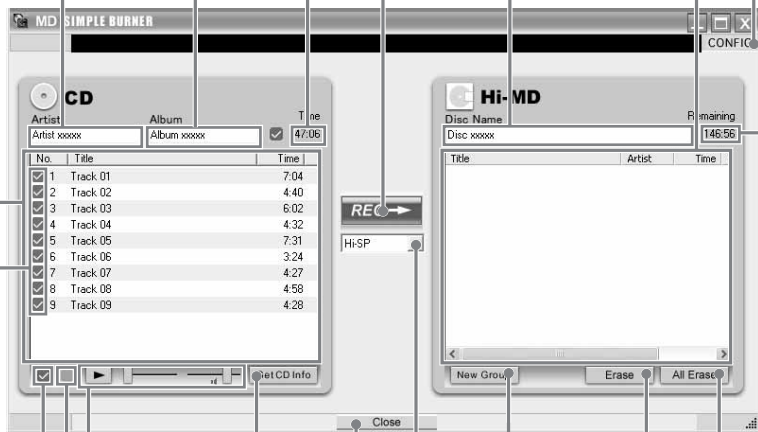 MD SIMPLE BURNER
CONFIG
CD
Artist Album Time
Artist xxxxx Album xxxxx 47:06
No. Title Time
1 Track 01 7:04
2 Track 02 4:40
3 Track 03 6:02
4 Track 04 4:32
5 Track 05 7:31
6 Track 06 3:24
7 Track 07 4:27
8 Track 08 4:58
9 Track 09 4:28
Get CD Info
REC
Hi-SP
Hi-MD
Disc Name Remaining
Disc xxxxx 146:56
Title Artist Time
New Group Erase All Erase
Close